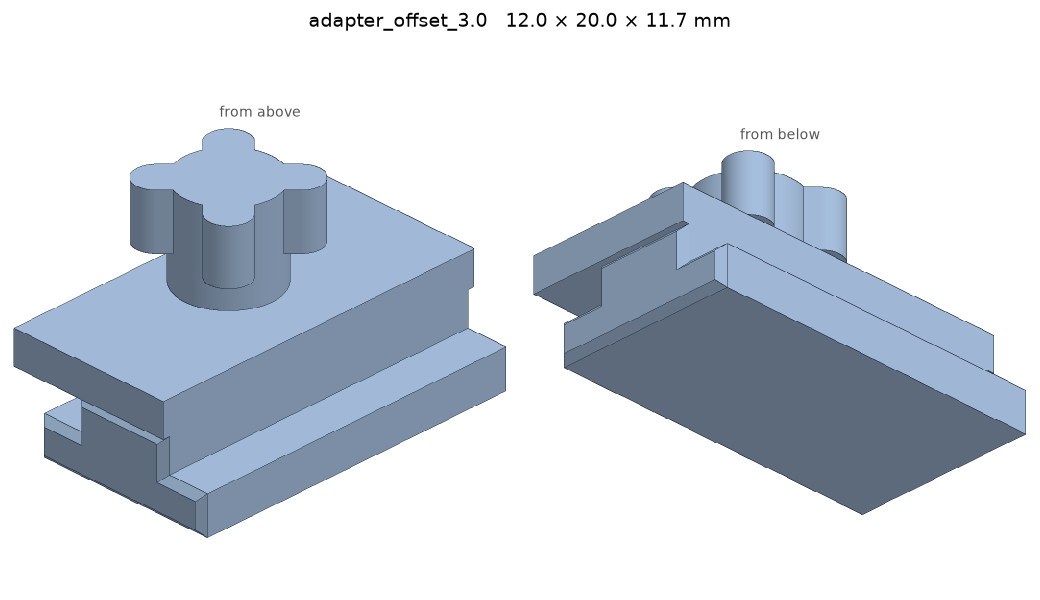 adapter_offset_3.0   12.0 × 20.0 × 11.7 mm
from above
from below